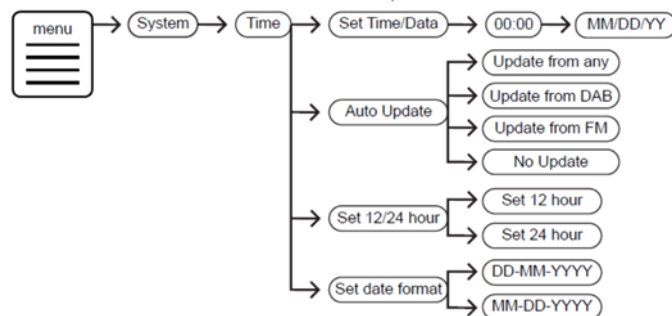 menu
System
Time
Set Time/Data
00:00
MM/DD/YY
Auto Update
Update from any
Update from DAB
Update from FM
No Update
Set 12/24 hour
Set 12 hour
Set 24 hour
Set date format
DD-MM-YYYY
MM-DD-YYYY